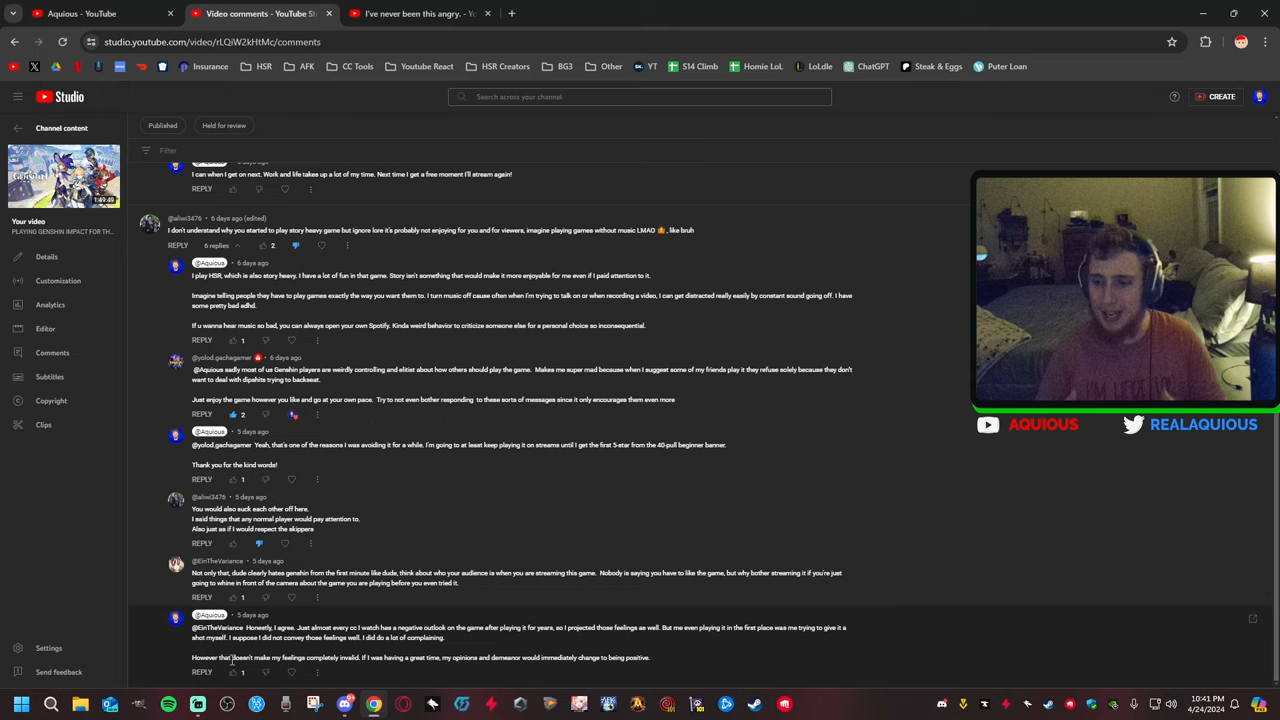 Aquious - YouTube
Video comments - YouTube St
I've never been this angry. - YouTube
studio.youtube.com/video/rLQiW2kHtMc/comments
Insurance
HSR
AFK
CC Tools
Youtube React
HSR Creators
BG3
Other
YT
S14 Climb
Homie LoL
LoLdle
ChatGPT
Steak & Eggs
Puter Loan
Studio
Search across your channel
CREATE
Channel content
Published
Held for review
Filter
I can when I get on next. Work and life takes up a lot of my time. Next time I get a free moment I'll stream again!
REPLY
GENSHIN
1:49:49
Your video
PLAYING GENSHIN IMPACT FOR TH...
Details
Customization
Analytics
Editor
Comments
Subtitles
Copyright
Clips
Settings
Send feedback
@aliwi3476 • 6 days ago (edited)
I don't understand why you started to play story heavy game but ignore lore it's probably not enjoying for you and for viewers, imagine playing games without music LMAO , like bruh
REPLY 6 replies 2
@Aquious • 6 days ago
I play HSR, which is also story heavy. I have a lot of fun in that game. Story isn't something that would make it more enjoyable for me even if I paid attention to it.
Imagine telling people they have to play games exactly the way you want them to. I turn music off cause often when I'm trying to talk on or when recording a video, I can get distracted really easily by constant sound going off. I have
some pretty bad adhd.
If u wanna hear music so bad, you can always open your own Spotify. Kinda weird behavior to criticize someone else for a personal choice so inconsequential.
REPLY 1
@yolod.gachagamer • 6 days ago
@Aquious sadly most of us Genshin players are weirdly controlling and elitist about how others should play the game. Makes me super mad because when I suggest some of my friends play it they refuse solely because they don't
want to deal with dipshits trying to backseat.
Just enjoy the game however you like and go at your own pace. Try to not even bother responding to these sorts of messages since it only encourages them even more
REPLY 2
@Aquious • 5 days ago
@yolod.gachagamer Yeah, that's one of the reasons I was avoiding it for a while. I'm going to at least keep playing it on streams until I get the first 5-star from the 40-pull beginner banner.
Thank you for the kind words!
REPLY 1
@aliwi3476 • 5 days ago
You would also suck each other off here.
I said things that any normal player would pay attention to.
Also just as if I would respect the skippers
REPLY
@EinTheVariance • 5 days ago
Not only that, dude clearly hates genshin from the first minute like dude, think about who your audience is when you are streaming this game. Nobody is saying you have to like the game, but why bother streaming it if you're just
going to whine in front of the camera about the game you are playing before you even tried it.
REPLY 1
@Aquious • 5 days ago
@EinTheVariance Honestly, I agree. Just almost every cc I watch has a negative outlook on the game after playing it for years, so I projected those feelings as well. But me even playing it in the first place was me trying to give it a
shot myself. I suppose I did not convey those feelings well. I did do a lot of complaining.
However that doesn't make my feelings completely invalid. If I was having a great time, my opinions and demeanor would immediately change to being positive.
REPLY 1
AQUIOUS
REALAQUIOUS
10:41 PM
4/24/2024